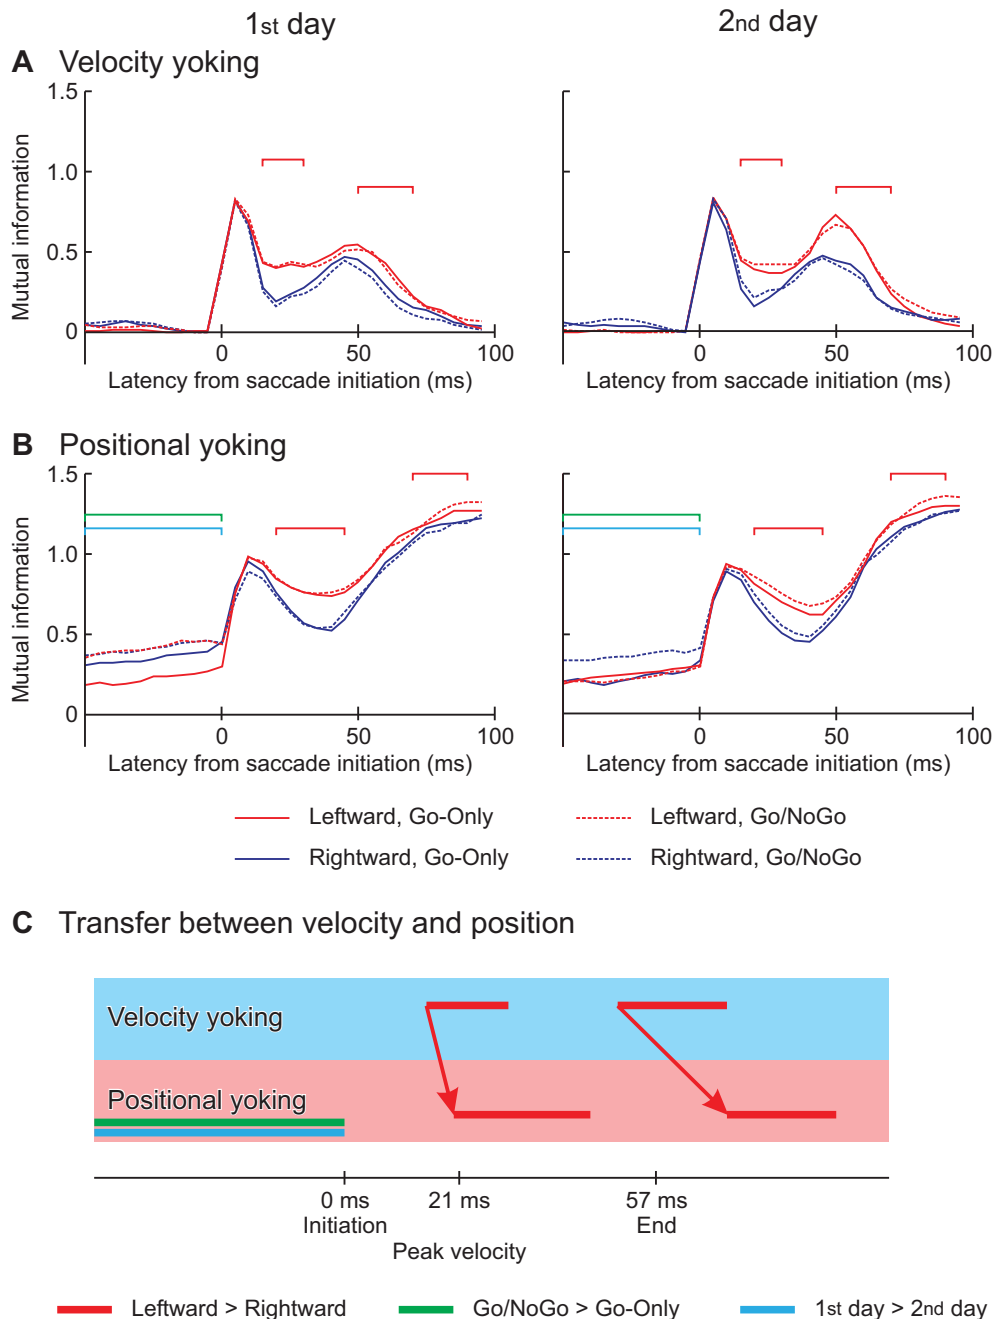 1st day
2nd day
A Velocity yoking
1.5
1.0
0.5
0
Mutual information
0 50 100
Latency from saccade initiation (ms)
0 50 100
Latency from saccade initiation (ms)
B Positional yoking
1.5
1.0
0.5
0
Mutual information
0 50 100
Latency from saccade initiation (ms)
0 50 100
Latency from saccade initiation (ms)
Leftward, Go-Only
Leftward, Go/NoGo
Rightward, Go-Only
Rightward, Go/NoGo
C Transfer between velocity and position
Velocity yoking
Positional yoking
0 ms
Initiation
21 ms
Peak velocity
57 ms
End
Leftward > Rightward
Go/NoGo > Go-Only
1st day > 2nd day